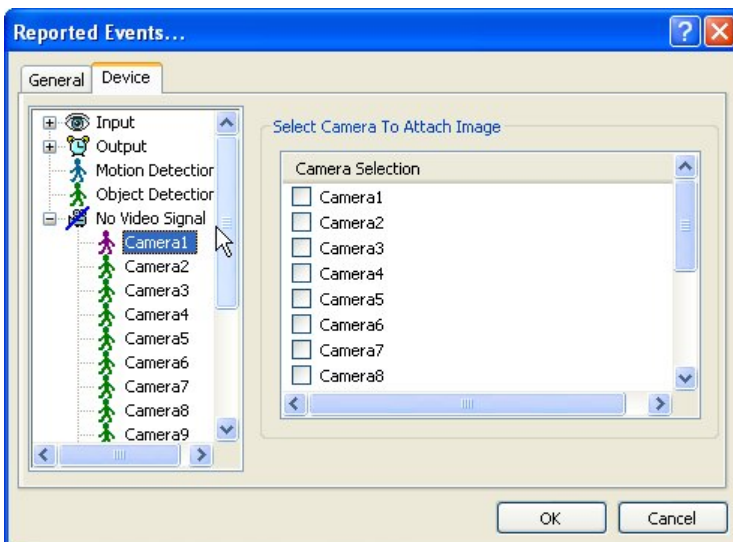 Reported Events...
General
Device
Input
Output
Motion Detection
Object Detection
No Video Signal
Camera1
Camera2
Camera3
Camera4
Camera5
Camera6
Camera7
Camera8
Camera9
Select Camera To Attach Image
Camera Selection
Camera1
Camera2
Camera3
Camera4
Camera5
Camera6
Camera7
Camera8
OK
Cancel